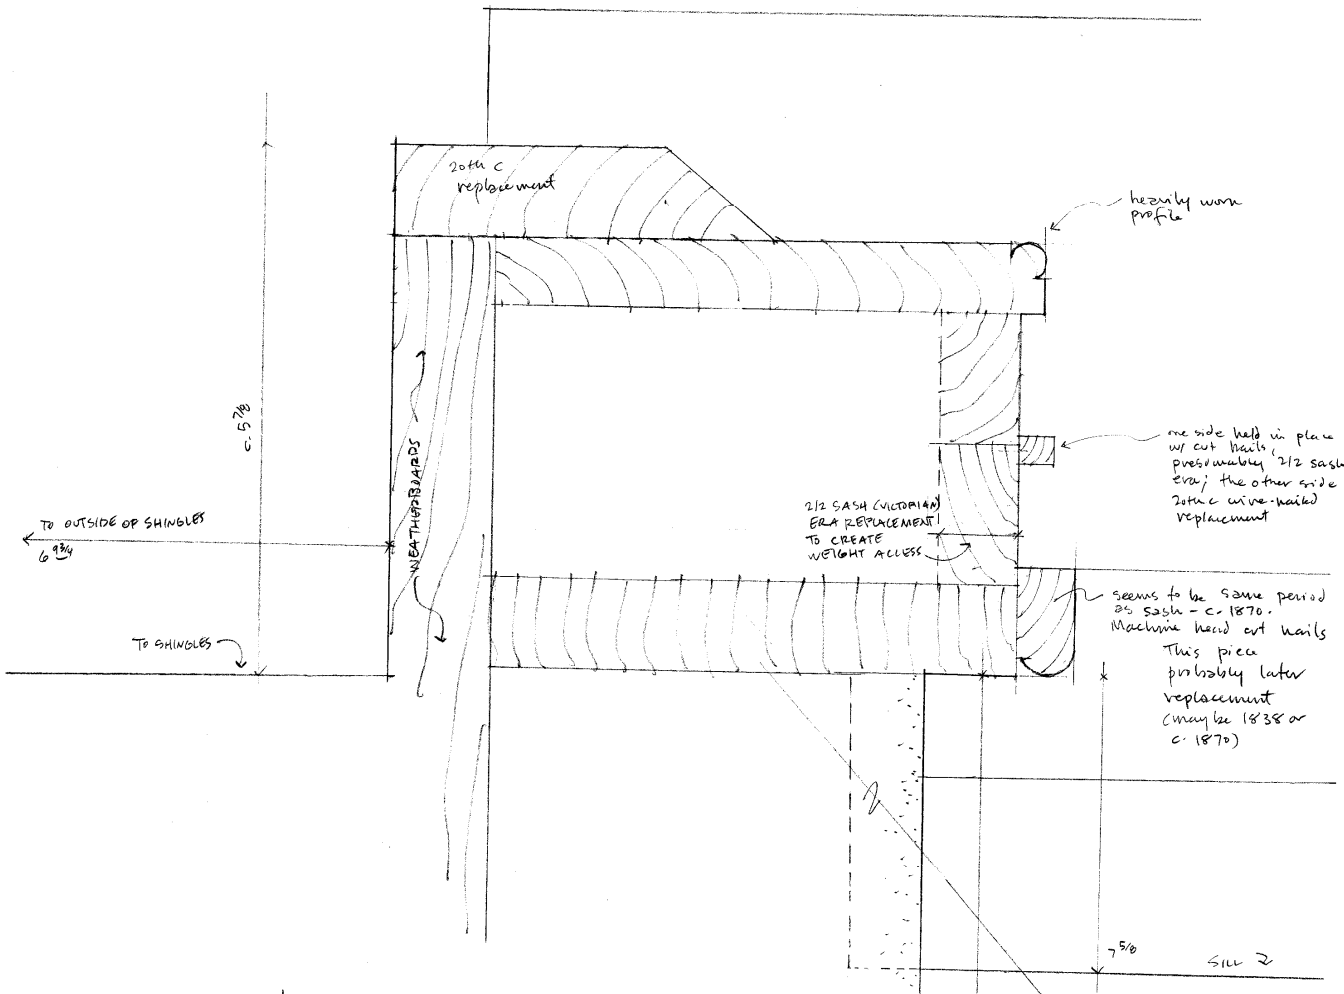 20th c
replacement
heavily worn
profile
c. 5 7/8
WEATHERBOARDS
one side held in place
w/ cut nails,
presumably 2/2 sash
era; the other side
20th c wire-nailed
replacement
2/2 SASH (VICTORIAN)
ERA REPLACEMENT
TO CREATE
WEIGHT ACCESS
TO OUTSIDE OF SHINGLES
6 9 3/4
TO SHINGLES
seems to be same period
as sash - c. 1870.
Machine head cut nails
This piece
probably later
replacement
(maybe 1838 or
c. 1870)
7 5/8
SILL